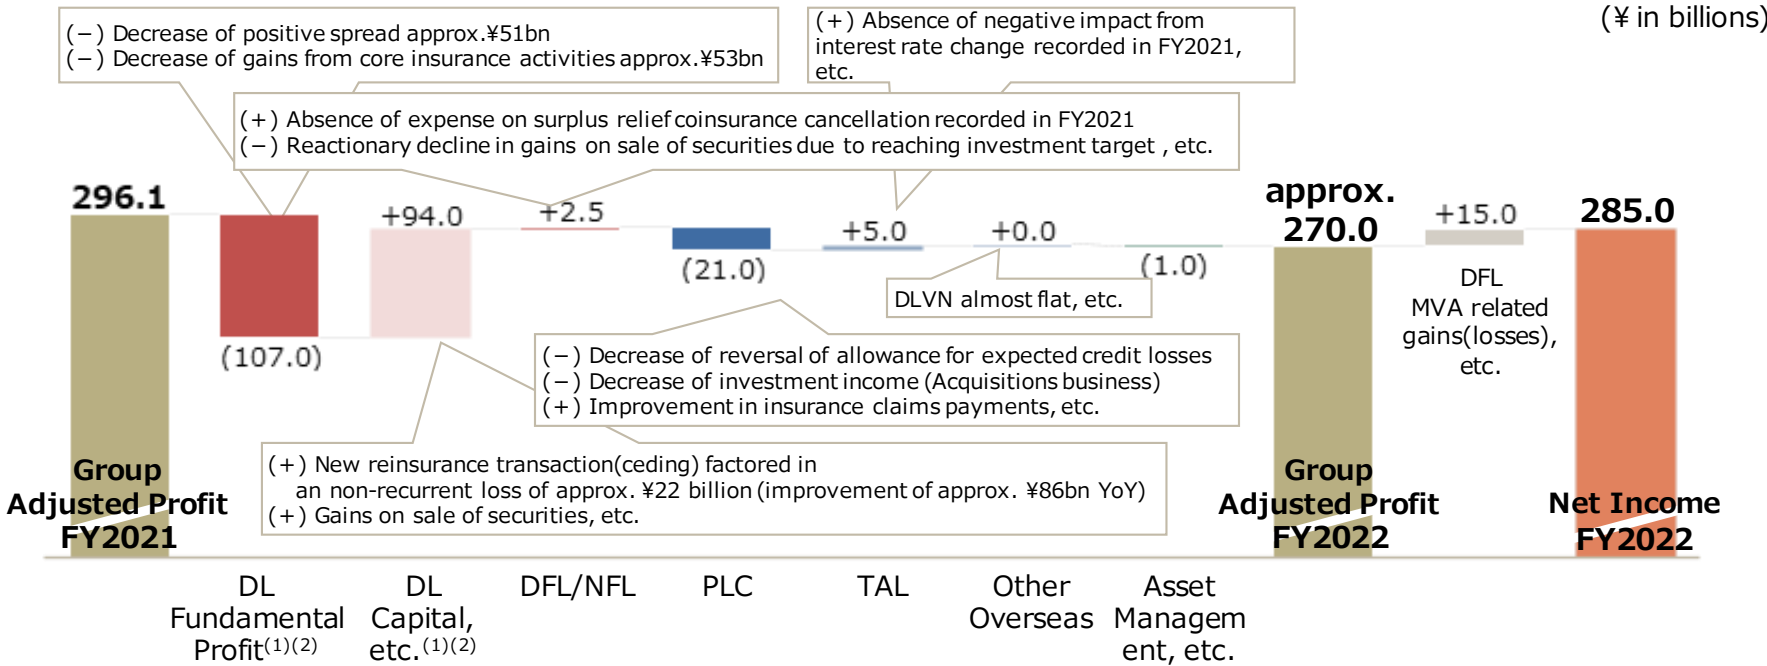 (¥ in billions)
(−) Decrease of positive spread approx.¥51bn
(−) Decrease of gains from core insurance activities approx.¥53bn
(+) Absence of negative impact from
interest rate change recorded in FY2021,
etc.
(+) Absence of expense on surplus relief coinsurance cancellation recorded in FY2021
(−) Reactionary decline in gains on sale of securities due to reaching investment target , etc.
296.1
(107.0)
+94.0
+2.5
(21.0)
+5.0
+0.0
(1.0)
approx.
270.0
+15.0
285.0
DLVN almost flat, etc.
DFL
MVA related
gains(losses),
etc.
(−) Decrease of reversal of allowance for expected credit losses
(−) Decrease of investment income (Acquisitions business)
(+) Improvement in insurance claims payments, etc.
(+) New reinsurance transaction(ceding) factored in
an non-recurrent loss of approx. ¥22 billion (improvement of approx. ¥86bn YoY)
(+) Gains on sale of securities, etc.
Group
Adjusted Profit
FY2021
Group
Adjusted Profit
FY2022
Net Income
FY2022
DL
Fundamental
Profit(1)(2)
DL
Capital,
etc.(1)(2)
DFL/NFL
PLC
TAL
Other
Overseas
Asset
Managem
ent, etc.